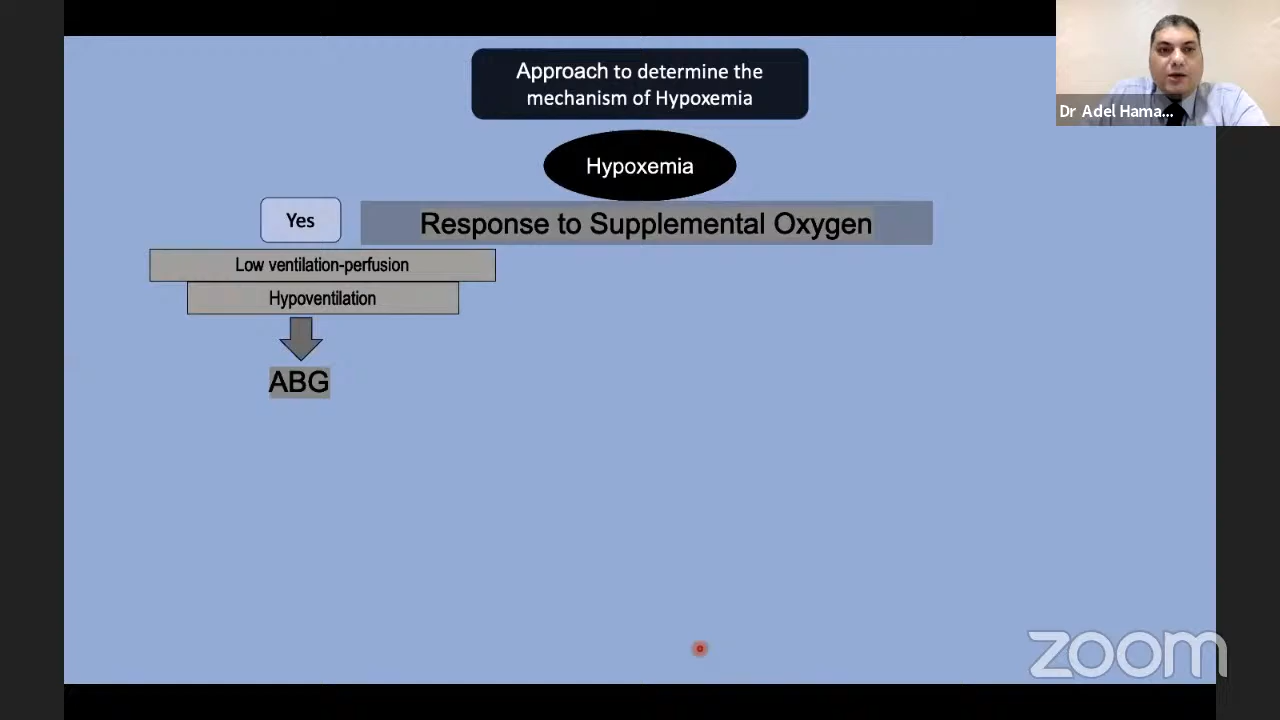 Approach to determine the
mechanism of Hypoxemia
Dr Adel Hama...
Hypoxemia
Yes
Response to Supplemental Oxygen
Low ventilation-perfusion
Hypoventilation
ABG
zoom